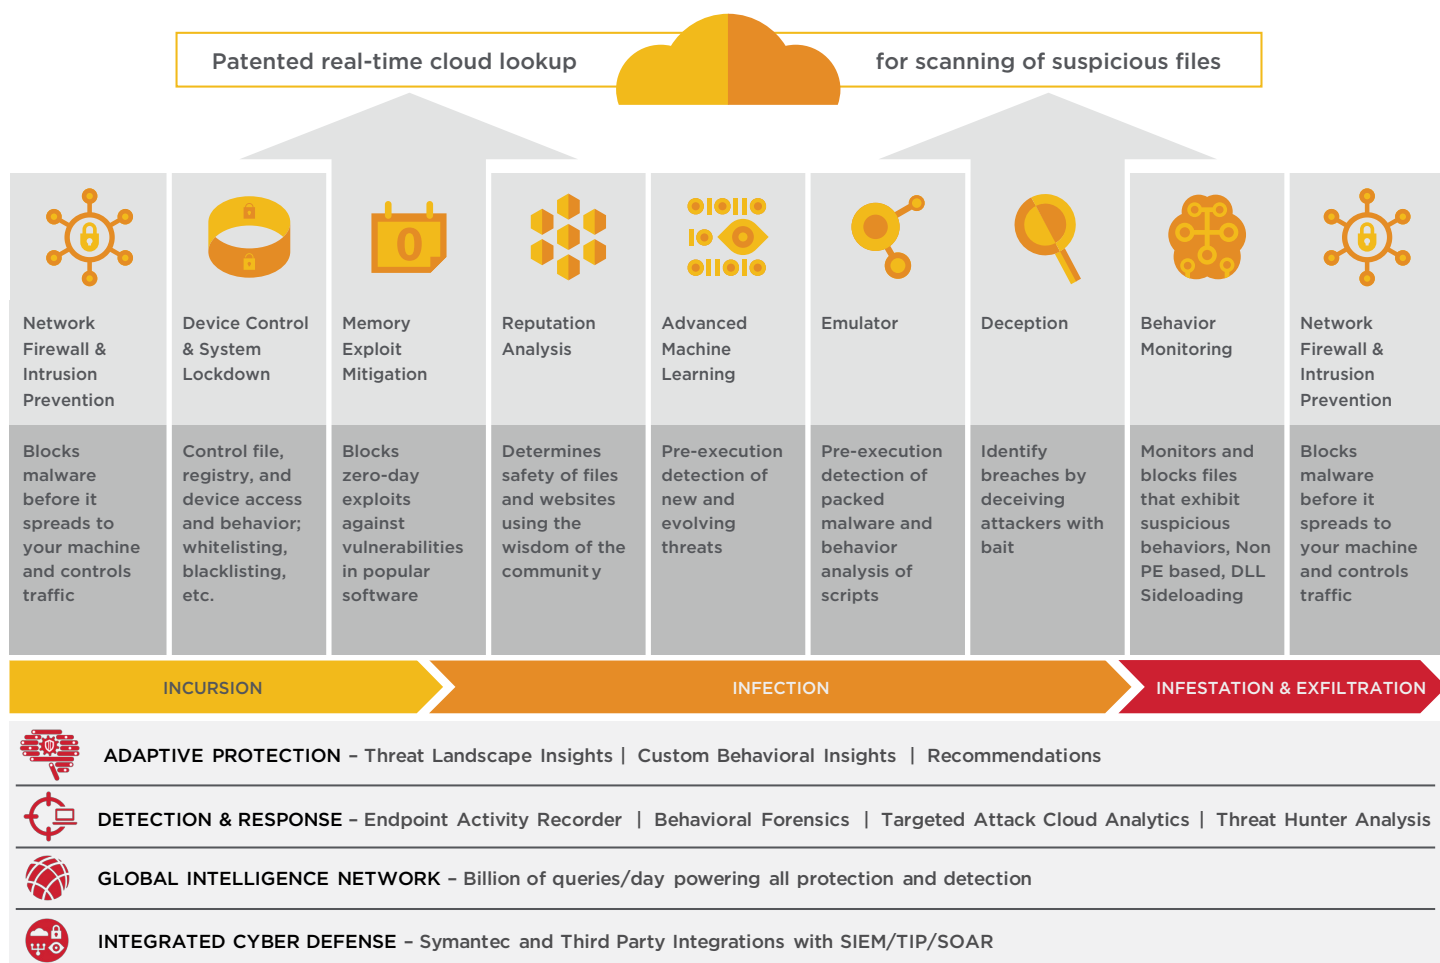 Patented real-time cloud lookup
for scanning of suspicious files
0
Network
Firewall &
Intrusion
Prevention
Blocks
malware
before it
spreads to
your machine
and controls
traffic
Device Control
& System
Lockdown
Control file,
registry, and
device access
and behavior;
whitelisting,
blacklisting,
etc.
Memory
Exploit
Mitigation
Blocks
zero-day
exploits
against
vulnerabilities
in popular
software
Reputation
Analysis
Determines
safety of files
and websites
using the
wisdom of the
community
Advanced
Machine
Learning
Pre-execution
detection of
new and
evolving
threats
Emulator
Pre-execution
detection of
packed
malware and
behavior
analysis of
scripts
Deception
Identify
breaches by
deceiving
attackers with
bait
Behavior
Monitoring
Monitors and
blocks files
that exhibit
suspicious
behaviors, Non
PE based, DLL
Sideloading
Network
Firewall &
Intrusion
Prevention
Blocks
malware
before it
spreads to
your machine
and controls
traffic
INCURSION
INFECTION
INFESTATION & EXFILTRATION
ADAPTIVE PROTECTION – Threat Landscape Insights | Custom Behavioral Insights | Recommendations
DETECTION & RESPONSE – Endpoint Activity Recorder | Behavioral Forensics | Targeted Attack Cloud Analytics | Threat Hunter Analysis
GLOBAL INTELLIGENCE NETWORK – Billion of queries/day powering all protection and detection
INTEGRATED CYBER DEFENSE – Symantec and Third Party Integrations with SIEM/TIP/SOAR